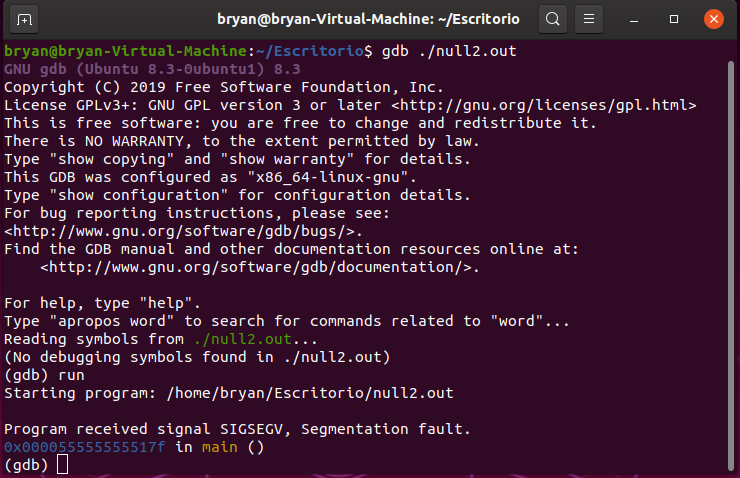 bryan@bryan-Virtual-Machine: ~/Escritorio
bryan@bryan-Virtual-Machine:~/Escritorio$ gdb ./null2.out
GNU gdb (Ubuntu 8.3-0ubuntu1) 8.3
Copyright (C) 2019 Free Software Foundation, Inc.
License GPLv3+: GNU GPL version 3 or later <http://gnu.org/licenses/gpl.html>
This is free software: you are free to change and redistribute it.
There is NO WARRANTY, to the extent permitted by law.
Type "show copying" and "show warranty" for details.
This GDB was configured as "x86_64-linux-gnu".
Type "show configuration" for configuration details.
For bug reporting instructions, please see:
<http://www.gnu.org/software/gdb/bugs/>.
Find the GDB manual and other documentation resources online at:
    <http://www.gnu.org/software/gdb/documentation/>.

For help, type "help".
Type "apropos word" to search for commands related to "word"...
Reading symbols from ./null2.out...
(No debugging symbols found in ./null2.out)
(gdb) run
Starting program: /home/bryan/Escritorio/null2.out

Program received signal SIGSEGV, Segmentation fault.
0x000055555555517f in main ()
(gdb)